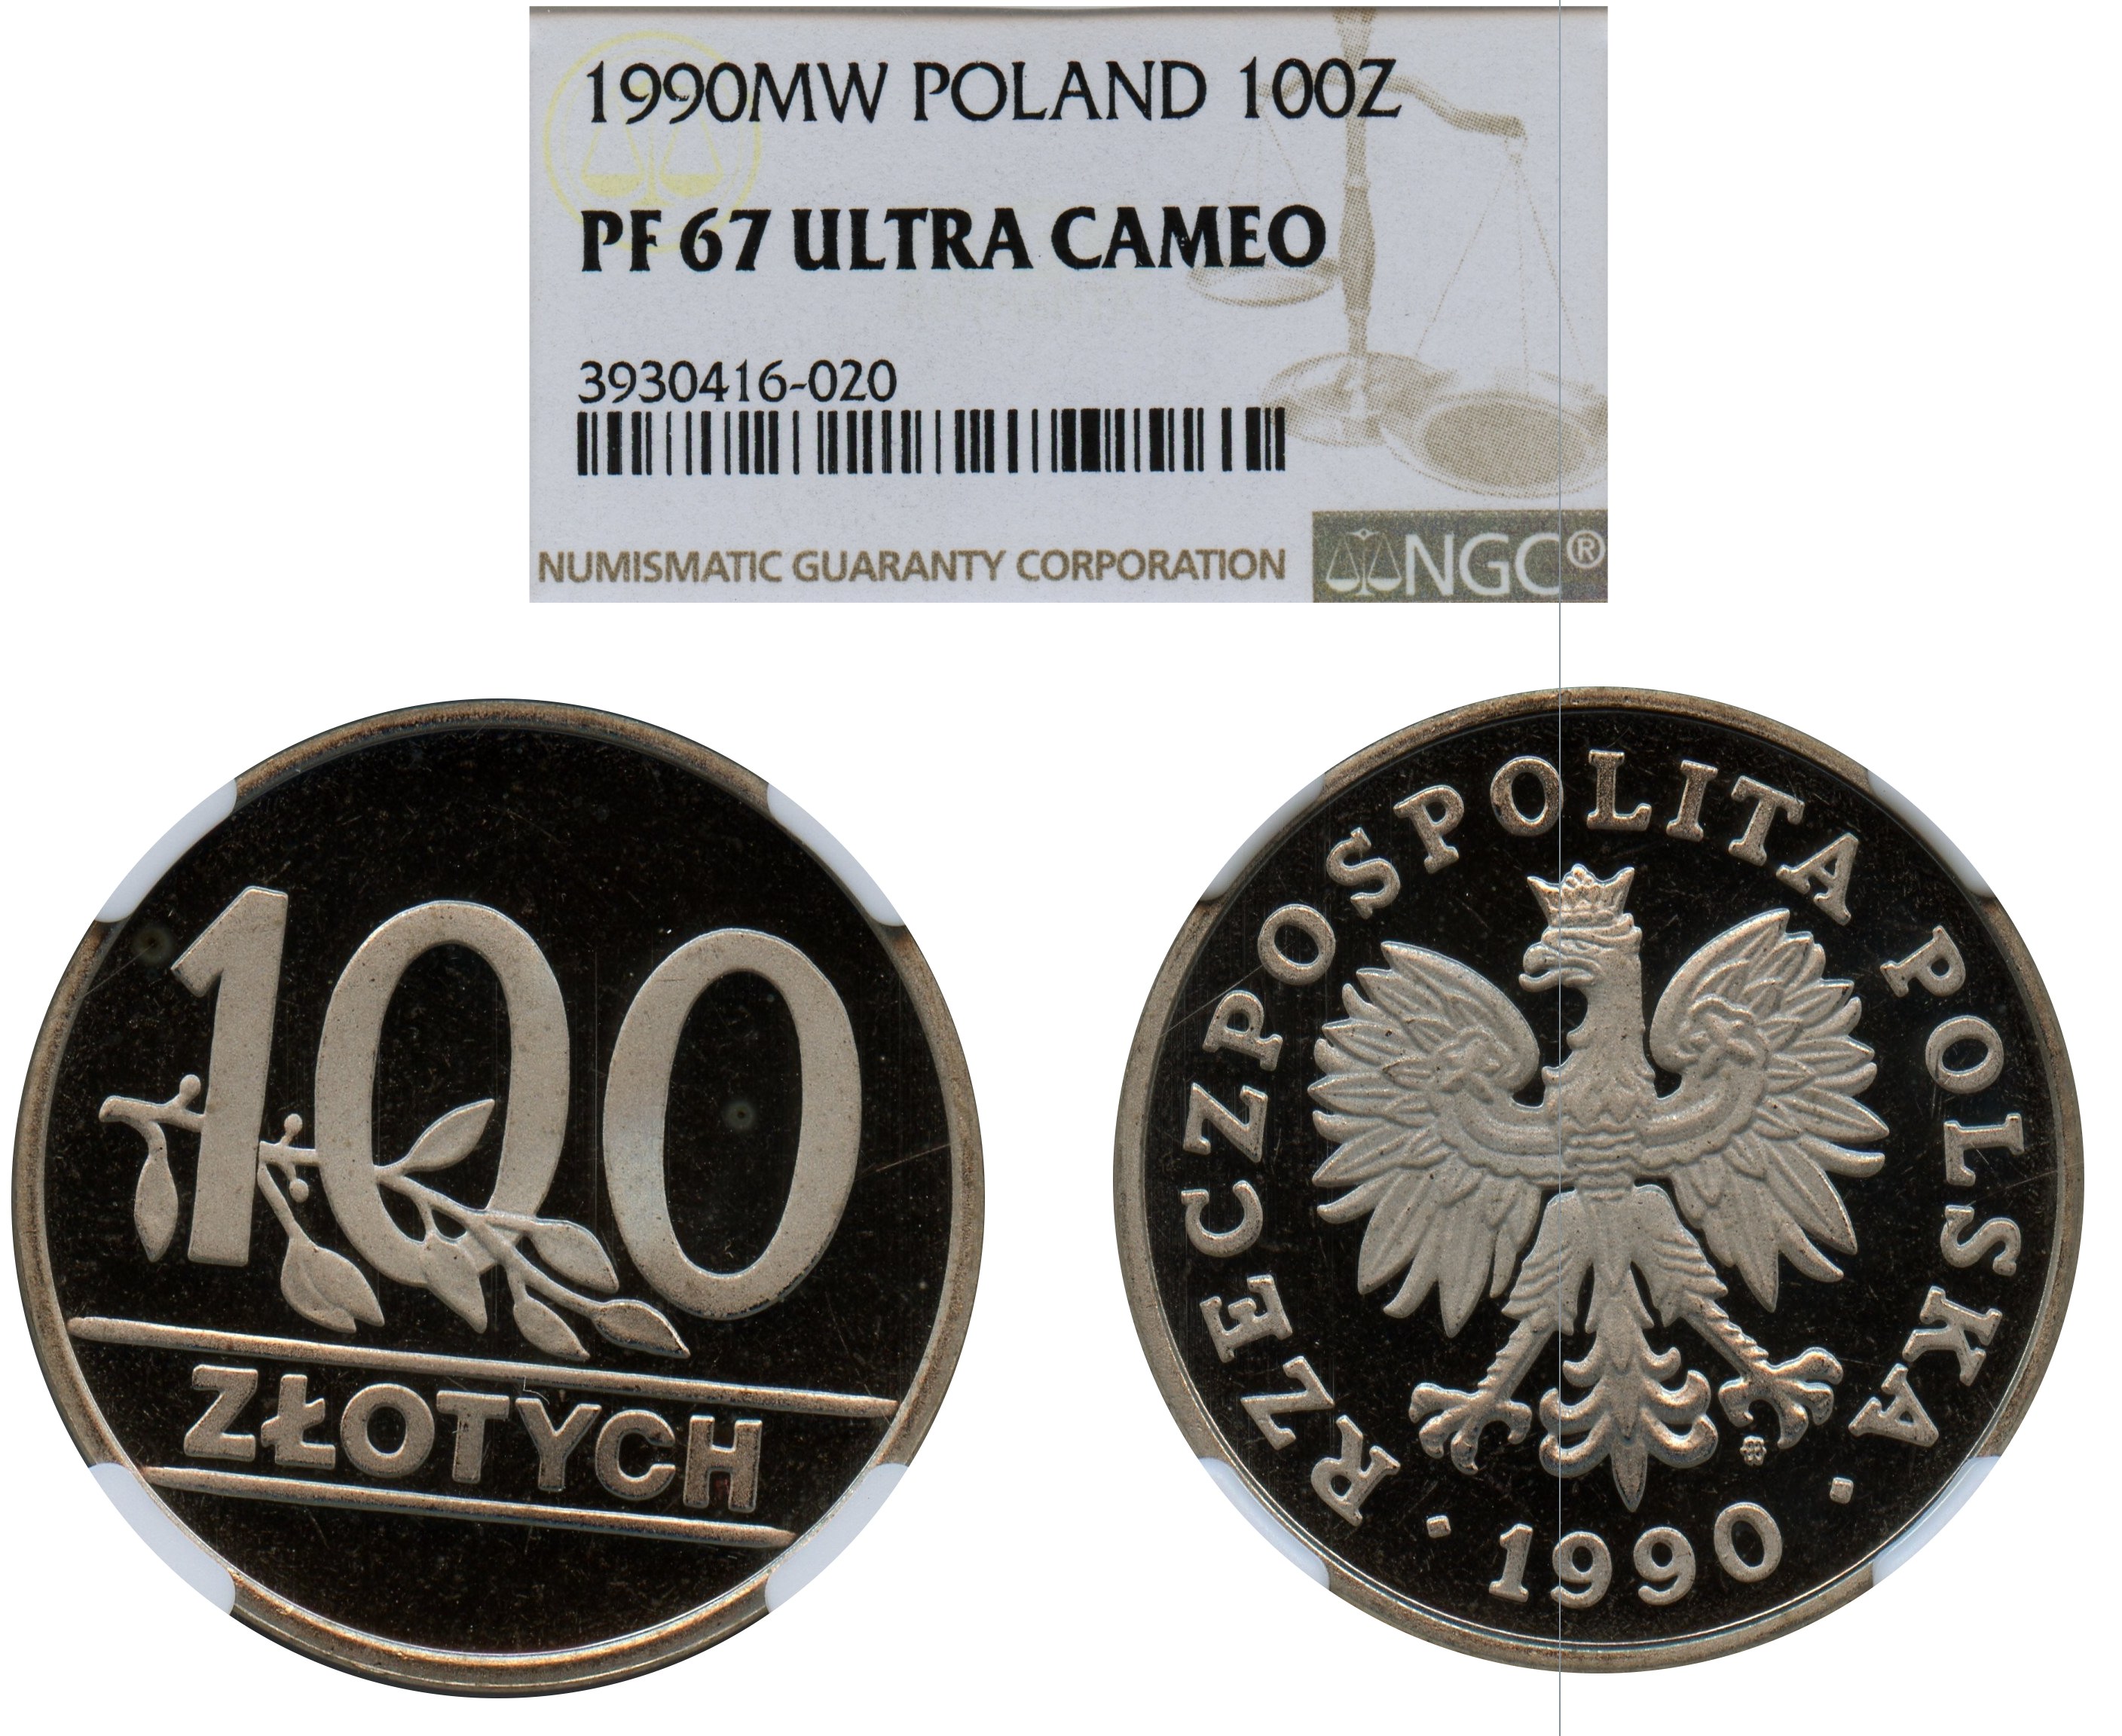 1990MW POLAND 100Z
PF 67 ULTRA CAMEO
3930416-020
NUMISMATIC GUARANTY CORPORATION
NGC®
100
ZŁOTYCH
RZECZPOSPOLITA POLSKA
· 1990 ·